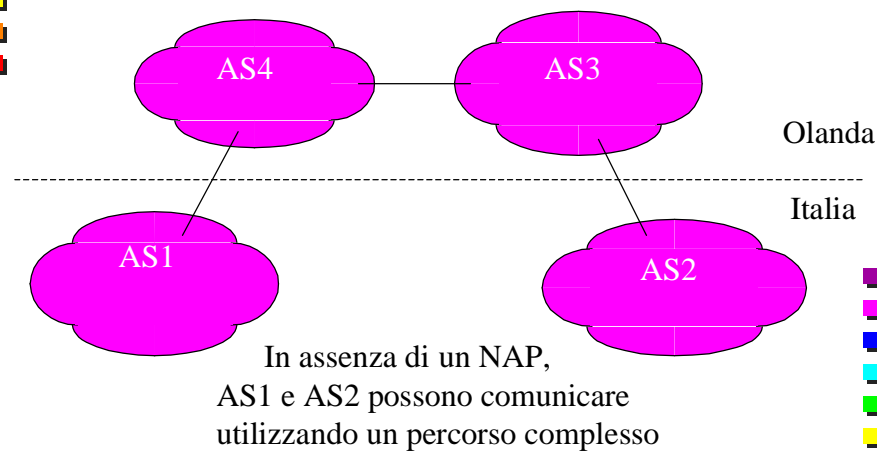 AS4
AS3
Olanda
Italia
AS1
AS2
In assenza di un NAP,
AS1 e AS2 possono comunicare
utilizzando un percorso complesso